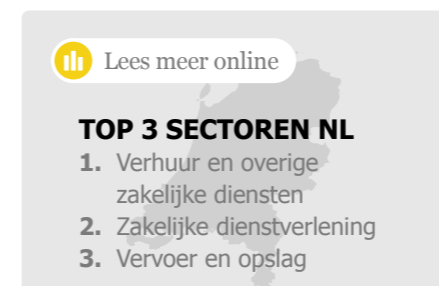 Lees meer online
TOP 3 SECTOREN NL
1. Verhuur en overige
zakelijke diensten
2. Zakelijke dienstverlening
3. Vervoer en opslag